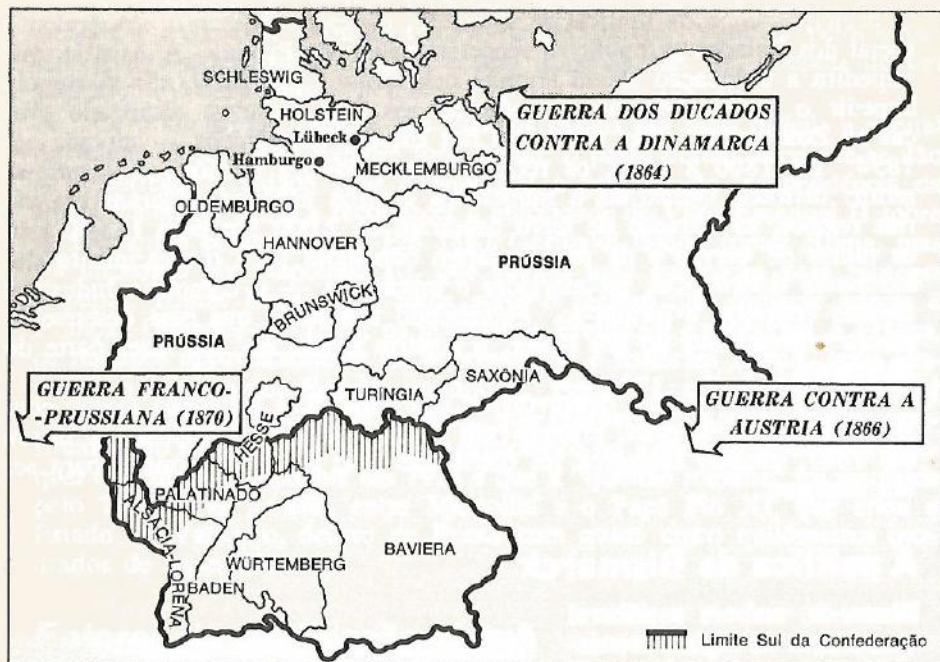 SCHLESWIG
HOLSTEIN
Lübeck
Hamburgo
MECKLEMBURGO
GUERRA DOS DUCADOS
CONTRA A DINAMARCA
(1864)
OLDEMBURGO
HANNOVER
PRÚSSIA
BRUNSWICK
PRÚSSIA
GUERRA FRANCO-
-PRUSSIANA (1870)
TURÍNGIA
SAXÔNIA
GUERRA CONTRA A
ÁUSTRIA (1866)
HESSE
PALATINADO
ALSÁCIA-LORENA
BADEN
WÜRTEMBERG
BAVIERA
Limite Sul da Confederação